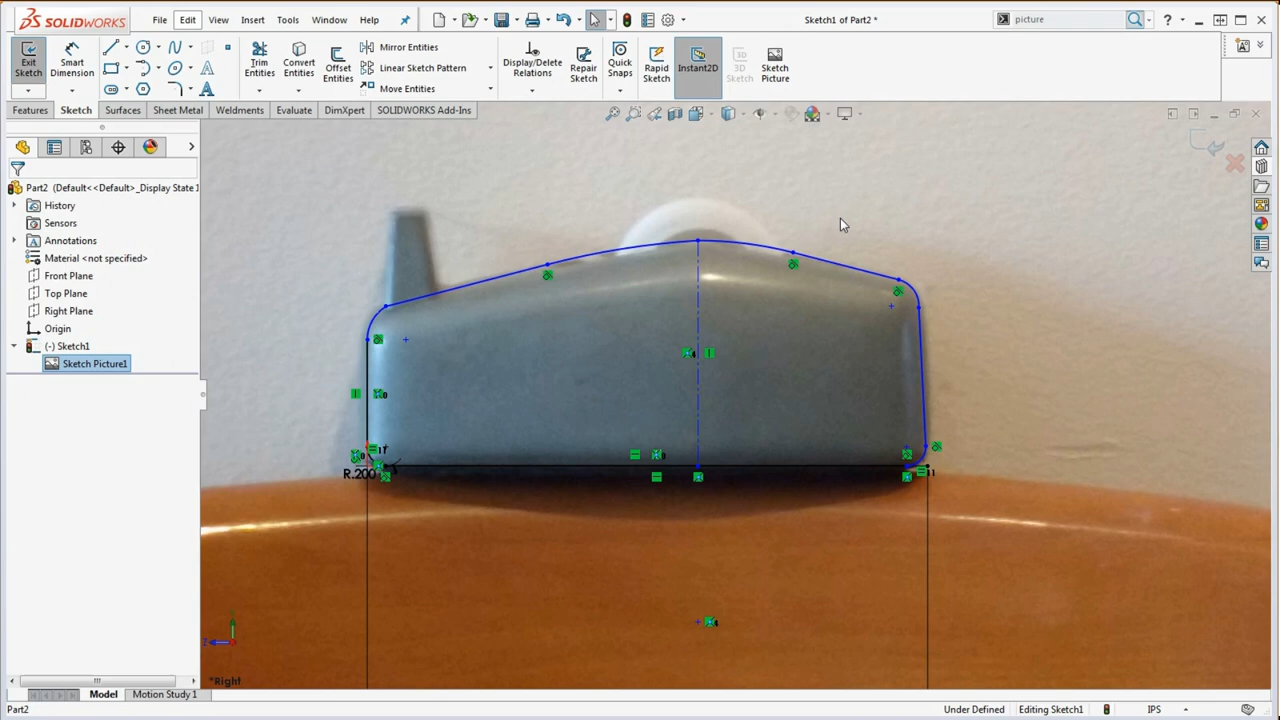 SOLIDWORKS File Edit View Insert Tools Window Help Sketch1 of Part2 * picture
Exit Sketch Smart Dimension Trim Entities Convert Entities Offset Entities Mirror Entities Linear Sketch Pattern Move Entities Display/Delete Relations Repair Sketch Quick Snaps Rapid Sketch Instant2D 3D Sketch Sketch Picture
Features Sketch Surfaces Sheet Metal Weldments Evaluate DimXpert SOLIDWORKS Add-Ins
Part2 (Default<<Default>_Display State 1
History
Sensors
Annotations
Material <not specified>
Front Plane
Top Plane
Right Plane
Origin
(-) Sketch1
Sketch Picture1
R.200
*Right
Model Motion Study 1
Part2 Under Defined Editing Sketch1 IPS